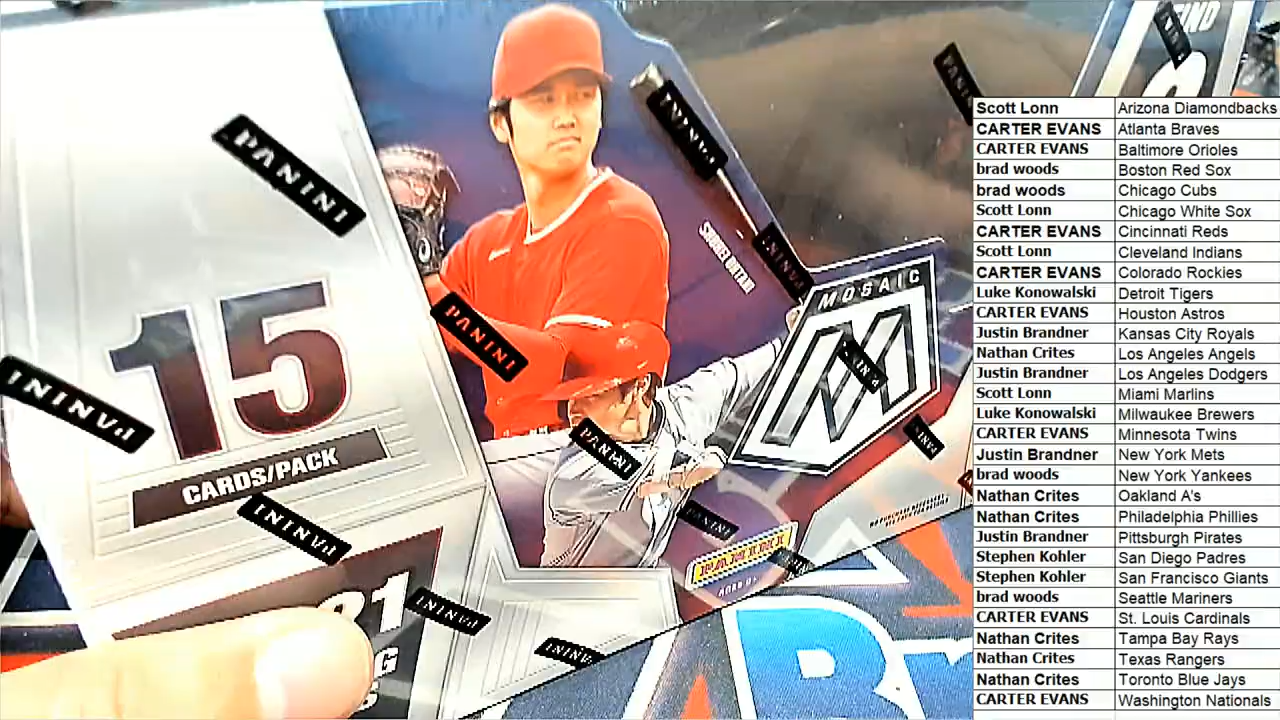 FIND
PANINI
PANINI
PANINI
SHOHEI OHTANI
PANINI
MOSAIC
M
PANINI
PANINI
15
CARDS/PACK
PANINI
PANINI
PANINI
PANINI
PANINI
PANINI
Scott Lonn Arizona Diamondbacks
CARTER EVANS Atlanta Braves
CARTER EVANS Baltimore Orioles
brad woods Boston Red Sox
brad woods Chicago Cubs
Scott Lonn Chicago White Sox
CARTER EVANS Cincinnati Reds
Scott Lonn Cleveland Indians
CARTER EVANS Colorado Rockies
Luke Konowalski Detroit Tigers
CARTER EVANS Houston Astros
Justin Brandner Kansas City Royals
Nathan Crites Los Angeles Angels
Justin Brandner Los Angeles Dodgers
Scott Lonn Miami Marlins
Luke Konowalski Milwaukee Brewers
CARTER EVANS Minnesota Twins
Justin Brandner New York Mets
brad woods New York Yankees
Nathan Crites Oakland A's
Nathan Crites Philadelphia Phillies
Justin Brandner Pittsburgh Pirates
Stephen Kohler San Diego Padres
Stephen Kohler San Francisco Giants
brad woods Seattle Mariners
CARTER EVANS St. Louis Cardinals
Nathan Crites Tampa Bay Rays
Nathan Crites Texas Rangers
Nathan Crites Toronto Blue Jays
CARTER EVANS Washington Nationals